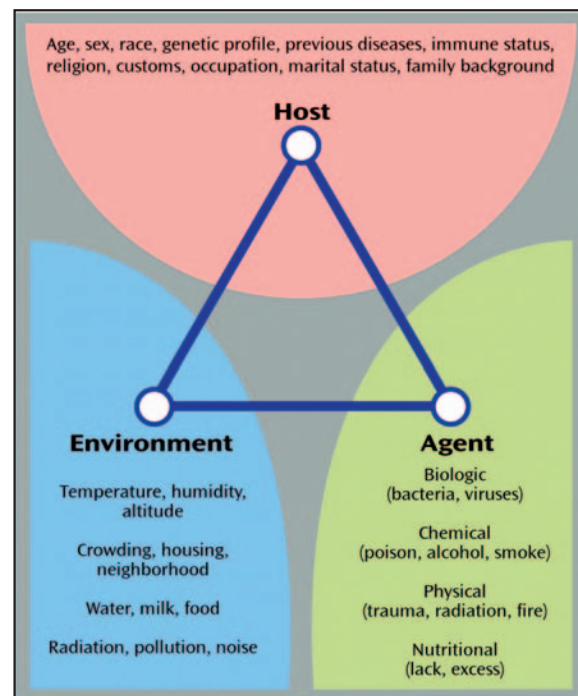 Age, sex, race, genetic profile, previous diseases, immune status,
religion, customs, occupation, marital status, family background
Host
Environment
Temperature, humidity,
altitude
Crowding, housing,
neighborhood
Water, milk, food
Radiation, pollution, noise
Agent
Biologic
(bacteria, viruses)
Chemical
(poison, alcohol, smoke)
Physical
(trauma, radiation, fire)
Nutritional
(lack, excess)